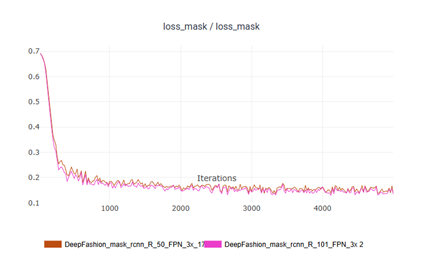 loss_mask / loss_mask
0.7
0.6
0.5
0.4
0.3
0.2
0.1
Iterations
1000 2000 3000 4000
DeepFashion_mask_rcnn_R_50_FPN_3x_17 DeepFashion_mask_rcnn_R_101_FPN_3x 2